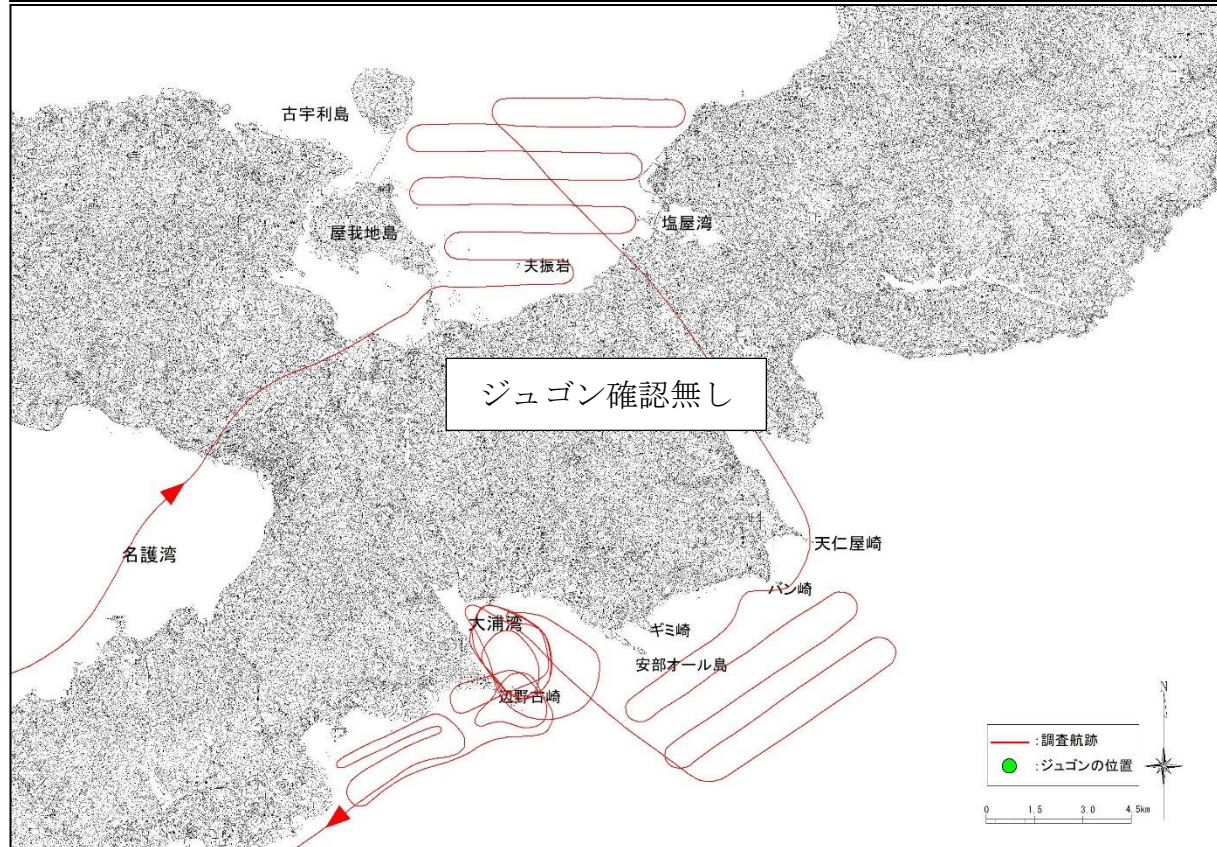 古宇利島
屋我地島
塩屋湾
夫振岩
ジュゴン確認無し
名護湾
天仁屋崎
バン崎
大浦湾
ギミ崎
安部オール島
辺野古崎
N
:調査航跡
:ジュゴンの位置
0 1.5 3.0 4.5km